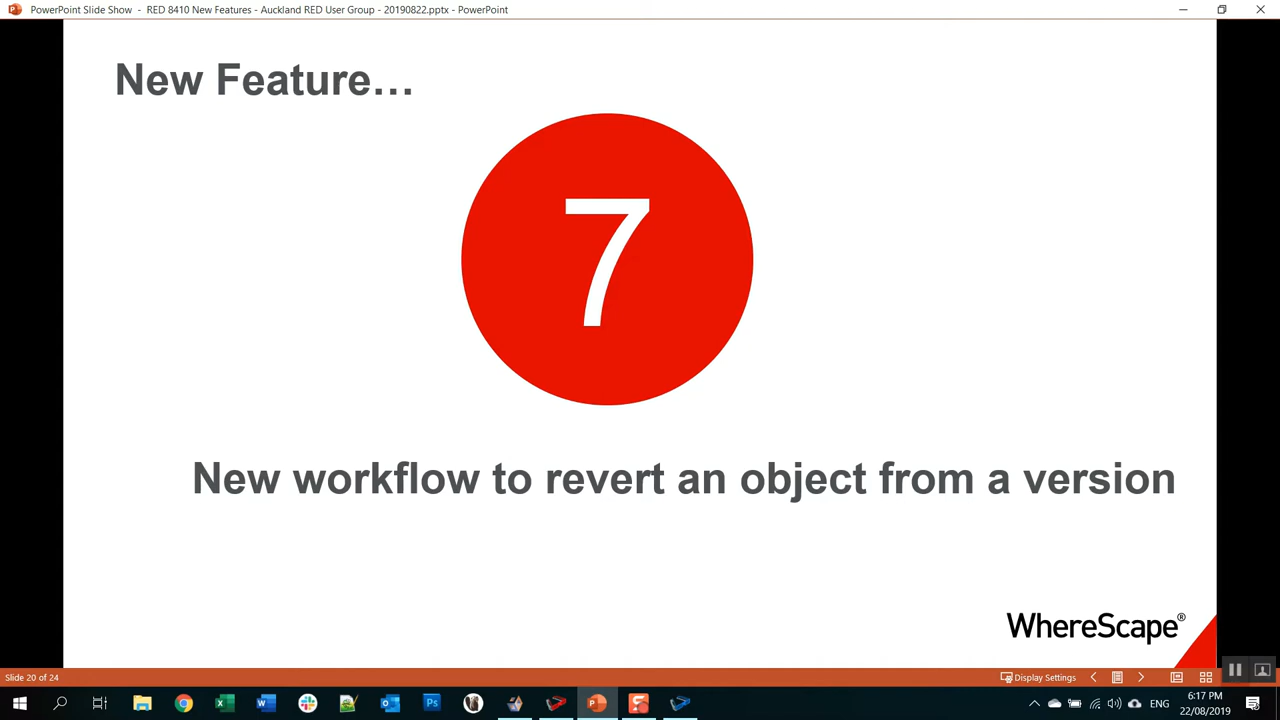 PowerPoint Slide Show - RED 8410 New Features - Auckland RED User Group - 20190822.pptx - PowerPoint
New Feature…
7
New workflow to revert an object from a version
WhereScape®
Slide 20 of 24
Display Settings
ENG
6:17 PM
22/08/2019